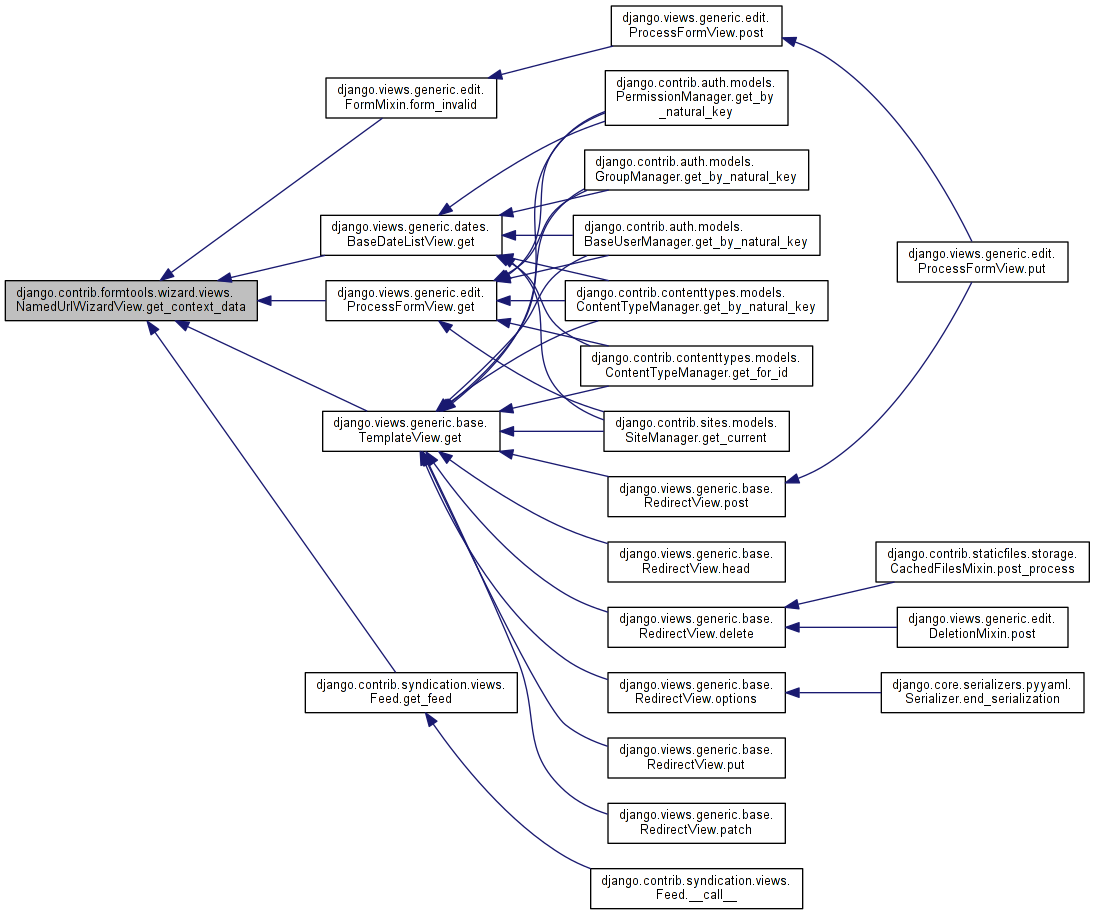 django.views.generic.edit.
ProcessFormView.post
django.views.generic.edit.
FormMixin.form_invalid
django.contrib.auth.models.
PermissionManager.get_by
_natural_key
django.contrib.auth.models.
GroupManager.get_by_natural_key
django.views.generic.dates.
BaseDateListView.get
django.contrib.auth.models.
BaseUserManager.get_by_natural_key
django.views.generic.edit.
ProcessFormView.put
django.contrib.formtools.wizard.views.
NamedUrlWizardView.get_context_data
django.views.generic.edit.
ProcessFormView.get
django.contrib.contenttypes.models.
ContentTypeManager.get_by_natural_key
django.contrib.contenttypes.models.
ContentTypeManager.get_for_id
django.views.generic.base.
TemplateView.get
django.contrib.sites.models.
SiteManager.get_current
django.views.generic.base.
RedirectView.post
django.views.generic.base.
RedirectView.head
django.contrib.staticfiles.storage.
CachedFilesMixin.post_process
django.views.generic.base.
RedirectView.delete
django.views.generic.edit.
DeletionMixin.post
django.contrib.syndication.views.
Feed.get_feed
django.views.generic.base.
RedirectView.options
django.core.serializers.pyyaml.
Serializer.end_serialization
django.views.generic.base.
RedirectView.put
django.views.generic.base.
RedirectView.patch
django.contrib.syndication.views.
Feed.__call__